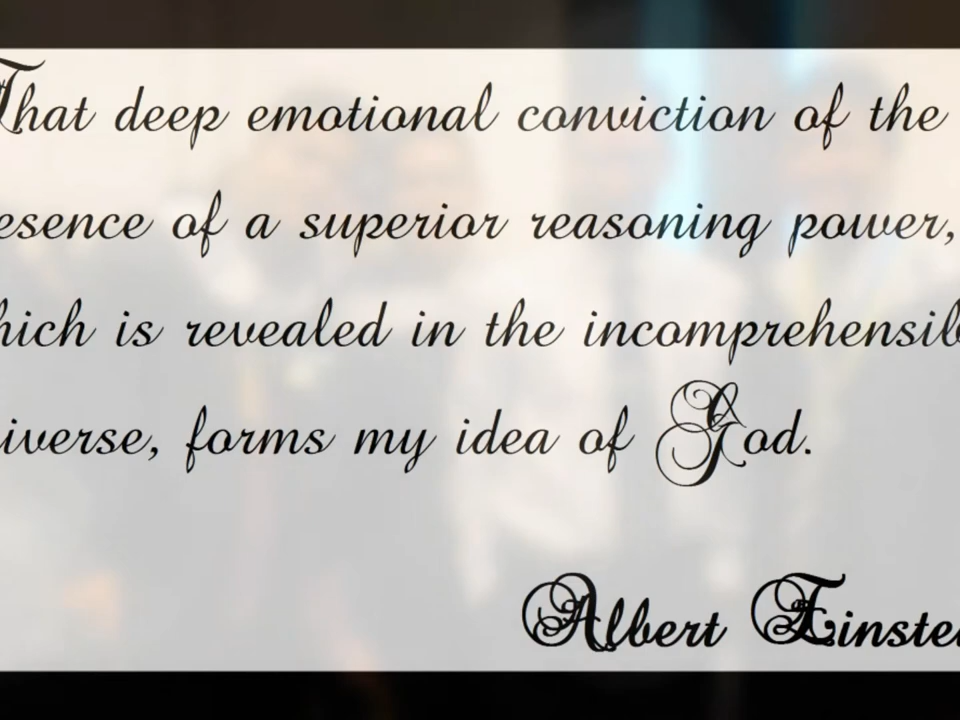 That deep emotional conviction of the
esence of a superior reasoning power,
hich is revealed in the incomprehensib
iverse, forms my idea of God.
Albert Einstei